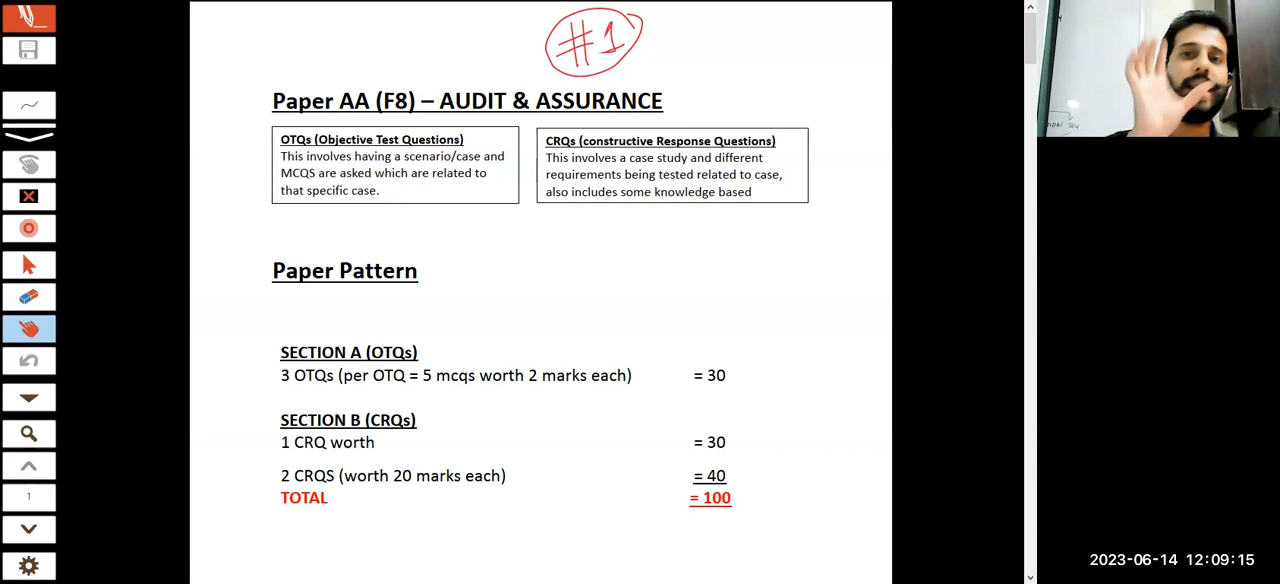 #1
Paper AA (F8) – AUDIT & ASSURANCE
OTQs (Objective Test Questions)
This involves having a scenario/case and
MCQS are asked which are related to
that specific case.
CRQs (constructive Response Questions)
This involves a case study and different
requirements being tested related to case,
also includes some knowledge based
Paper Pattern
SECTION A (OTQs)
3 OTQs (per OTQ = 5 mcqs worth 2 marks each) = 30
SECTION B (CRQs)
1 CRQ worth = 30
2 CRQS (worth 20 marks each) = 40
TOTAL = 100
1
2023-06-14 12:09:15